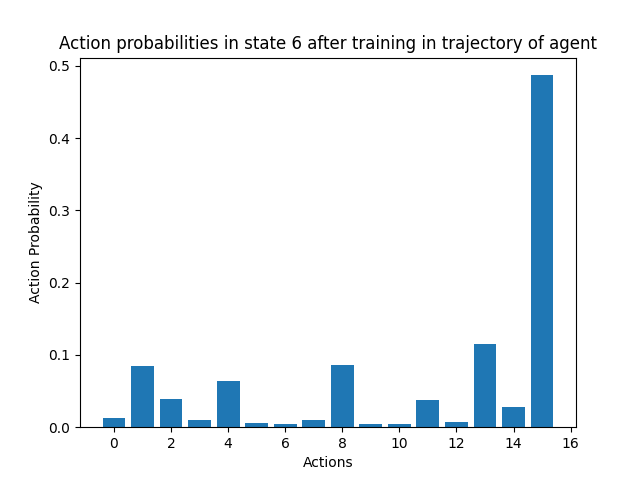 Action probabilities in state 6 after training in trajectory of agent
0.5
0.4
0.3
0.2
0.1
0.0
Action Probability
0 2 4 6 8 10 12 14 16
Actions